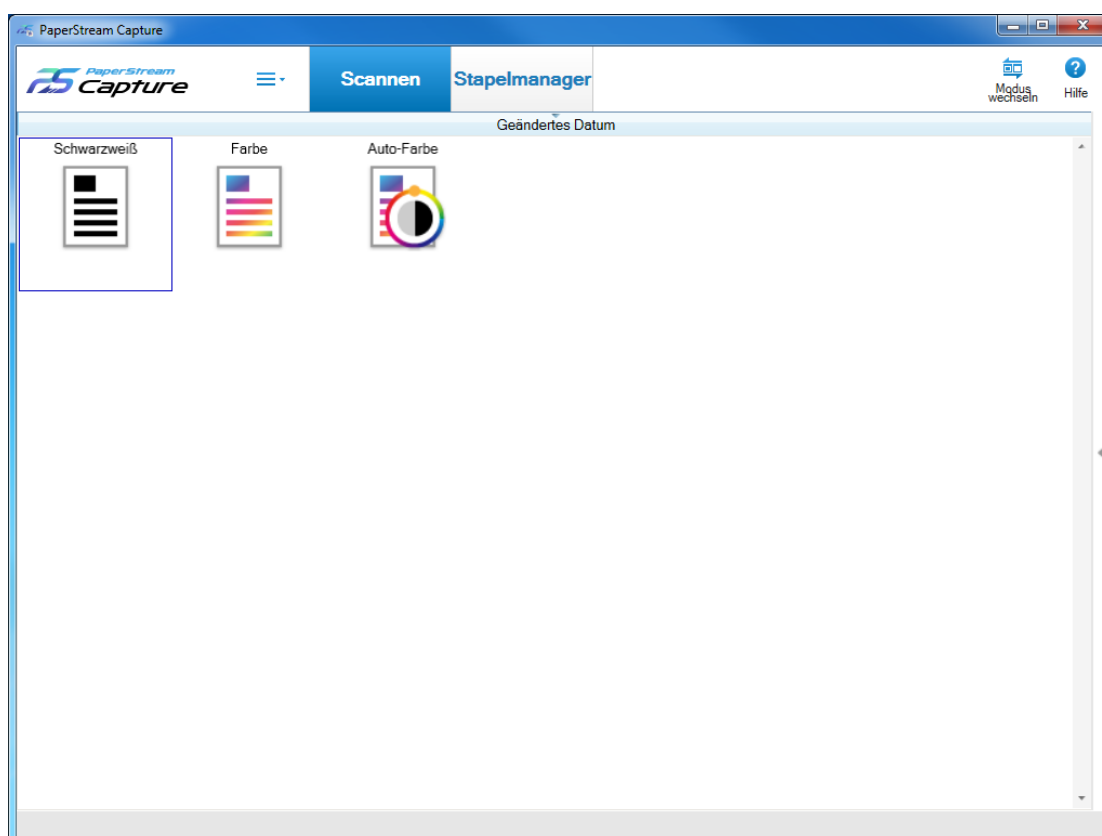 PaperStream Capture
PaperStream
Capture
Scannen
Stapelmanager
Modus
wechseln
?
Hilfe
Geändertes Datum
Schwarzweiß
Farbe
Auto-Farbe